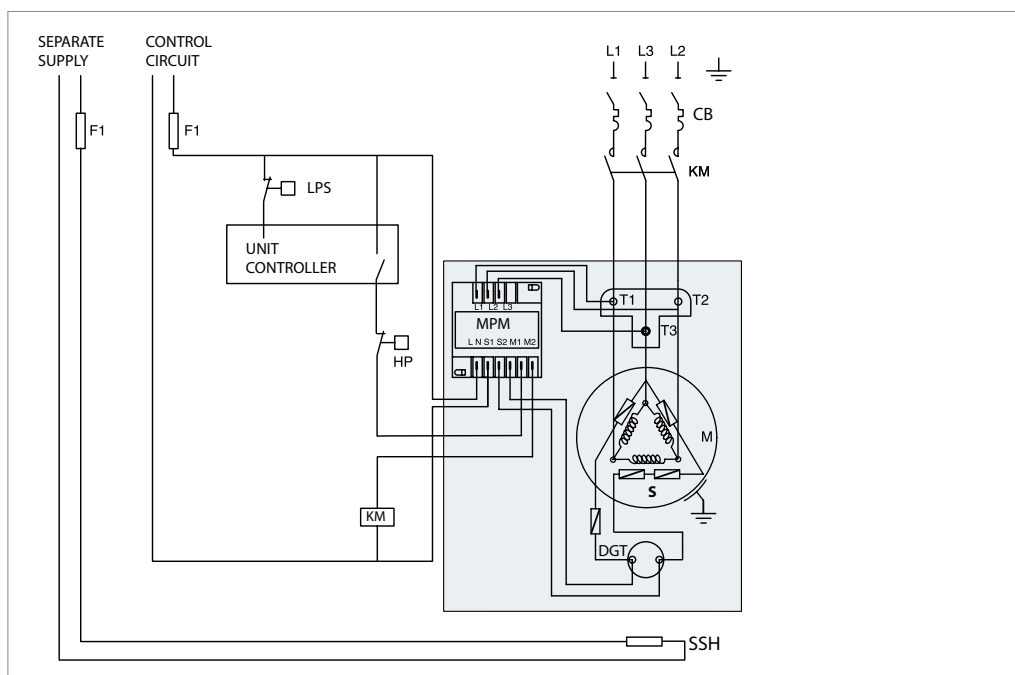 SEPARATE
SUPPLY
CONTROL
CIRCUIT
L1 L3 L2
F1
F1
CB
KM
LPS
UNIT
CONTROLLER
HP
L1 L2 L3
MPM
L N S1 S2 M1 M2
T1
T2
T3
M
S
KM
DGT
SSH